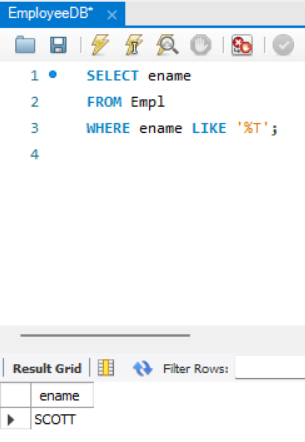 EmployeeDB*
1 SELECT ename
2 FROM Empl
3 WHERE ename LIKE '%T';
4
Result Grid Filter Rows:
ename
SCOTT